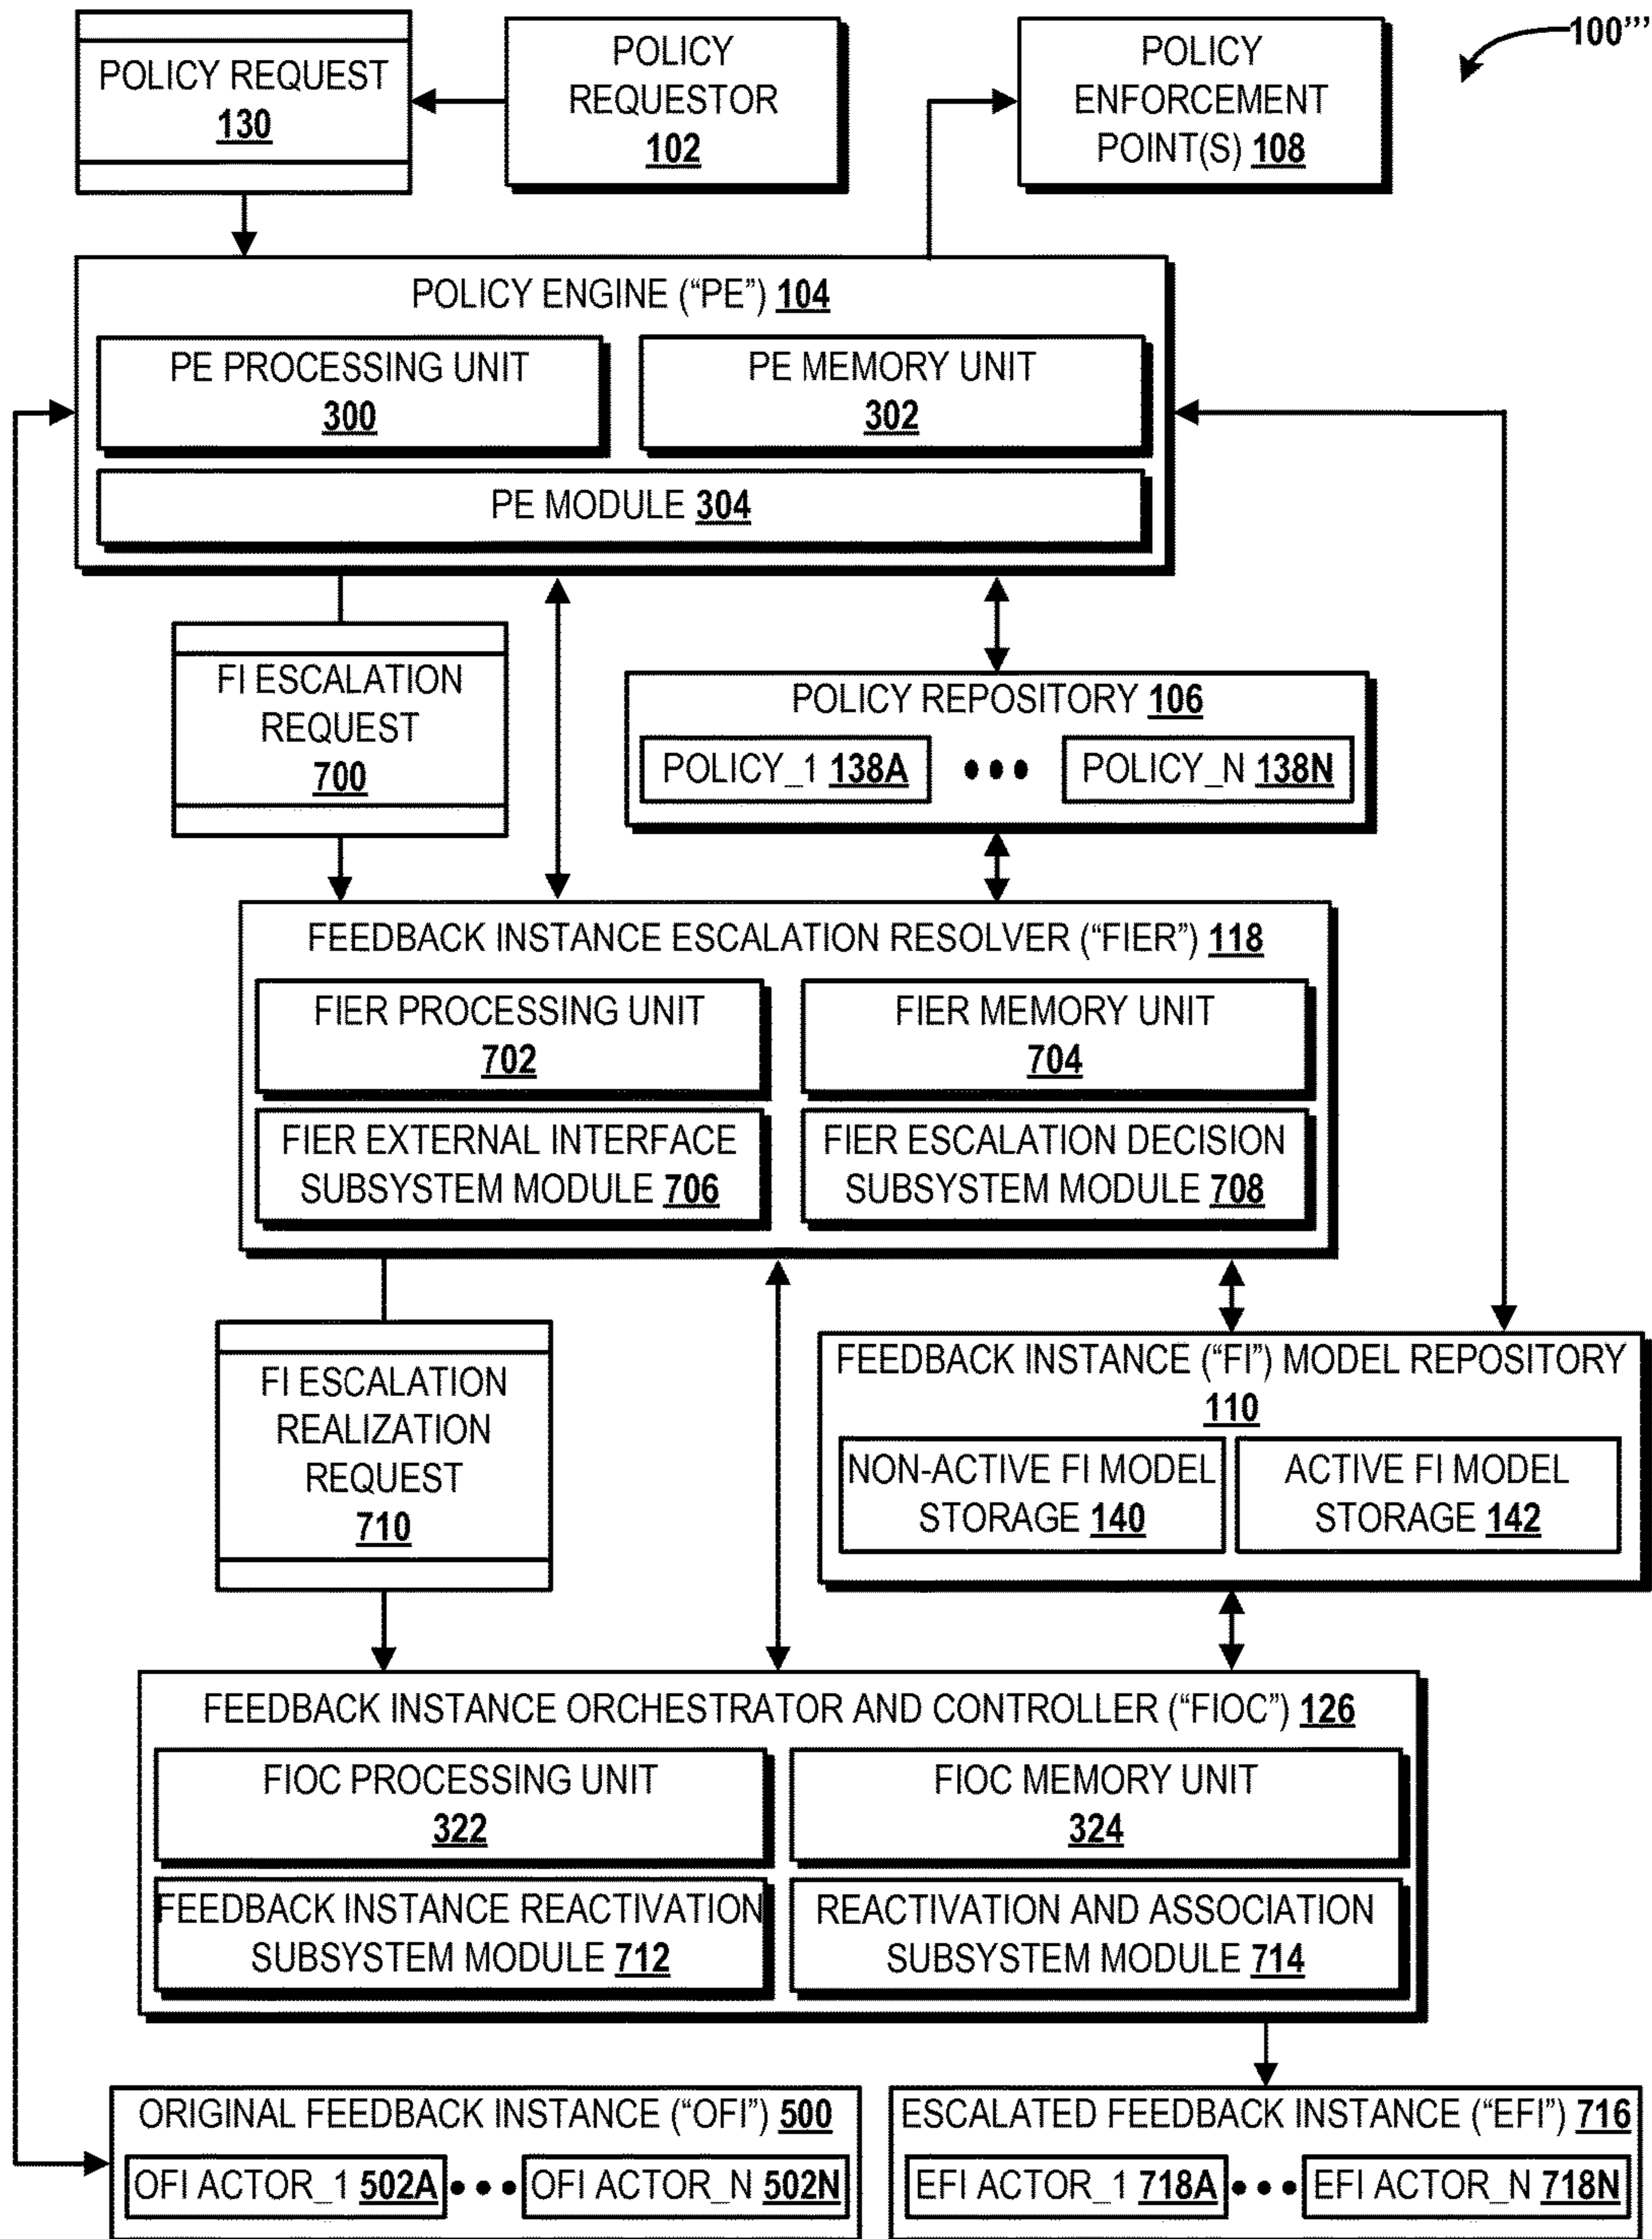 100'''
POLICY REQUEST
130
POLICY
REQUESTOR
102
POLICY
ENFORCEMENT
POINT(S) 108
POLICY ENGINE (“PE”) 104
PE PROCESSING UNIT
300
PE MEMORY UNIT
302
PE MODULE 304
FI ESCALATION
REQUEST
700
POLICY REPOSITORY 106
POLICY_1 138A
POLICY_N 138N
FEEDBACK INSTANCE ESCALATION RESOLVER (“FIER”) 118
FIER PROCESSING UNIT
702
FIER MEMORY UNIT
704
FIER EXTERNAL INTERFACE
SUBSYSTEM MODULE 706
FIER ESCALATION DECISION
SUBSYSTEM MODULE 708
FI ESCALATION
REALIZATION
REQUEST
710
FEEDBACK INSTANCE (“FI”) MODEL REPOSITORY
110
NON-ACTIVE FI MODEL
STORAGE 140
ACTIVE FI MODEL
STORAGE 142
FEEDBACK INSTANCE ORCHESTRATOR AND CONTROLLER (“FIOC”) 126
FIOC PROCESSING UNIT
322
FIOC MEMORY UNIT
324
FEEDBACK INSTANCE REACTIVATION
SUBSYSTEM MODULE 712
REACTIVATION AND ASSOCIATION
SUBSYSTEM MODULE 714
ORIGINAL FEEDBACK INSTANCE (“OFI”) 500
OFI ACTOR_1 502A
OFI ACTOR_N 502N
ESCALATED FEEDBACK INSTANCE (“EFI”) 716
EFI ACTOR_1 718A
EFI ACTOR_N 718N